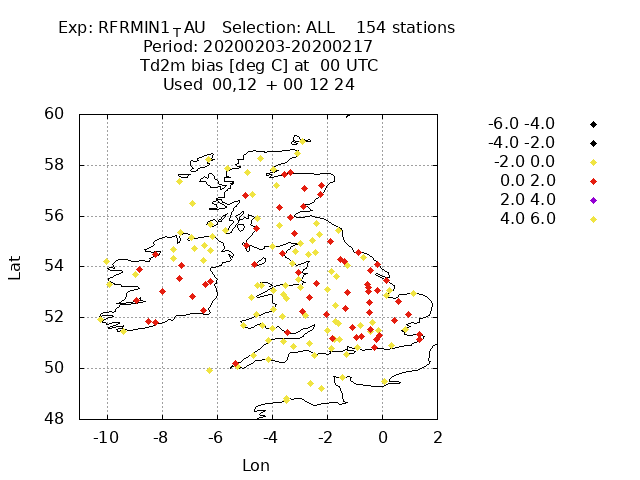 Exp: RFRMIN1_TAU Selection: ALL 154 stations
Period: 20200203-20200217
Td2m bias [deg C] at 00 UTC
Used 00,12 + 00 12 24
-6.0 -4.0
-4.0 -2.0
-2.0 0.0
0.0 2.0
2.0 4.0
4.0 6.0
60
58
56
54
52
50
48
Lat
-10 -8 -6 -4 -2 0 2
Lon